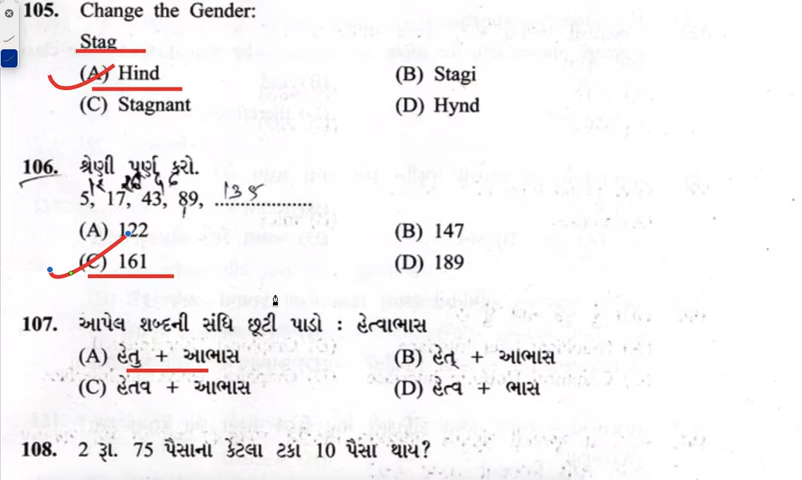 105. Change the Gender:
Stag
(A) Hind (B) Stagi
(C) Stagnant (D) Hynd
106. શ્રેણી પૂર્ણ કરો.
5, 17, 43, 89, ....................
(A) 122 (B) 147
(C) 161 (D) 189
107. આપેલ શબ્દની સંધિ છૂટી પાડો : હેત્વાભાસ
(A) હેતુ + આભાસ (B) હેત્ + આભાસ
(C) હેતવ + આભાસ (D) હેત્વ + ભાસ
108. 2 રૂા. 75 પૈસાના કેટલા ટકા 10 પૈસા થાય?